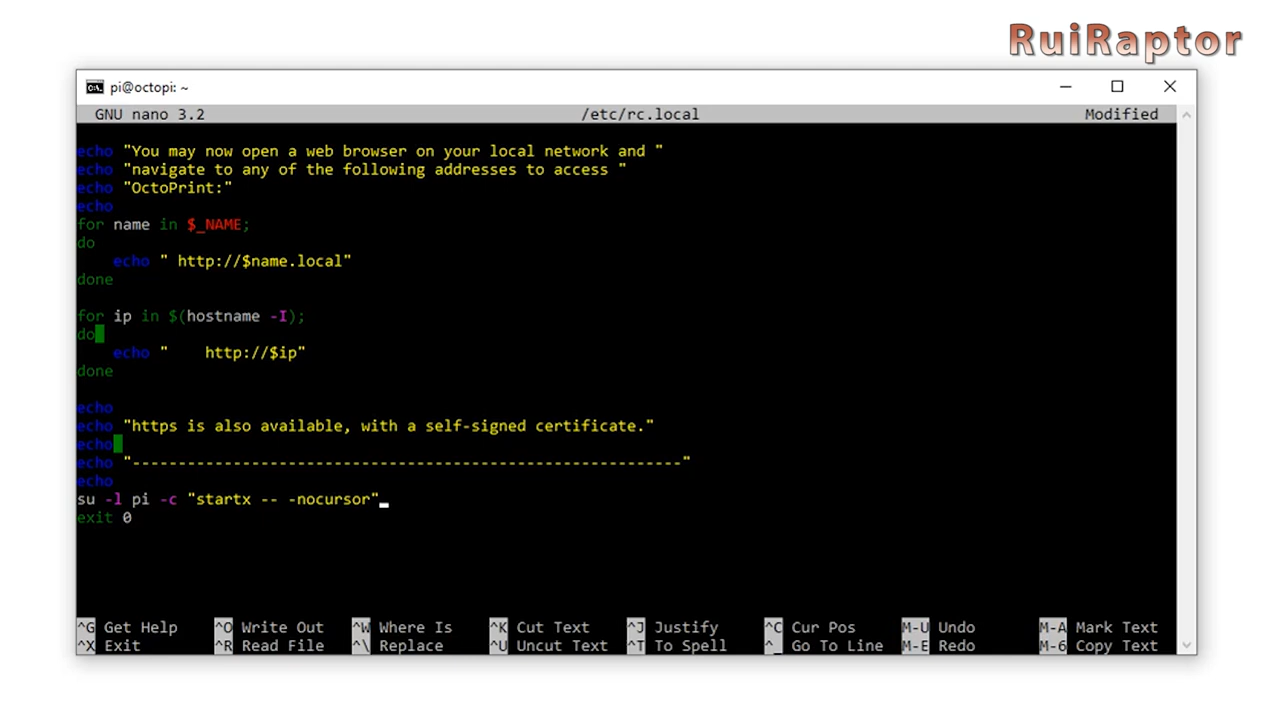 RuiRaptor
pi@octopi: ~
GNU nano 3.2 /etc/rc.local Modified
echo "You may now open a web browser on your local network and "
echo "navigate to any of the following addresses to access "
echo "OctoPrint:"
echo
for name in $_NAME;
do
    echo " http://$name.local"
done
for ip in $(hostname -I);
do
    echo "    http://$ip"
done
echo
echo "https is also available, with a self-signed certificate."
echo
echo "------------------------------------------------------------"
echo
su -l pi -c "startx -- -nocursor"
exit 0
^G Get Help ^O Write Out ^W Where Is ^K Cut Text ^J Justify ^C Cur Pos M-U Undo M-A Mark Text
^X Exit ^R Read File ^\ Replace ^U Uncut Text ^T To Spell ^_ Go To Line M-E Redo M-6 Copy Text